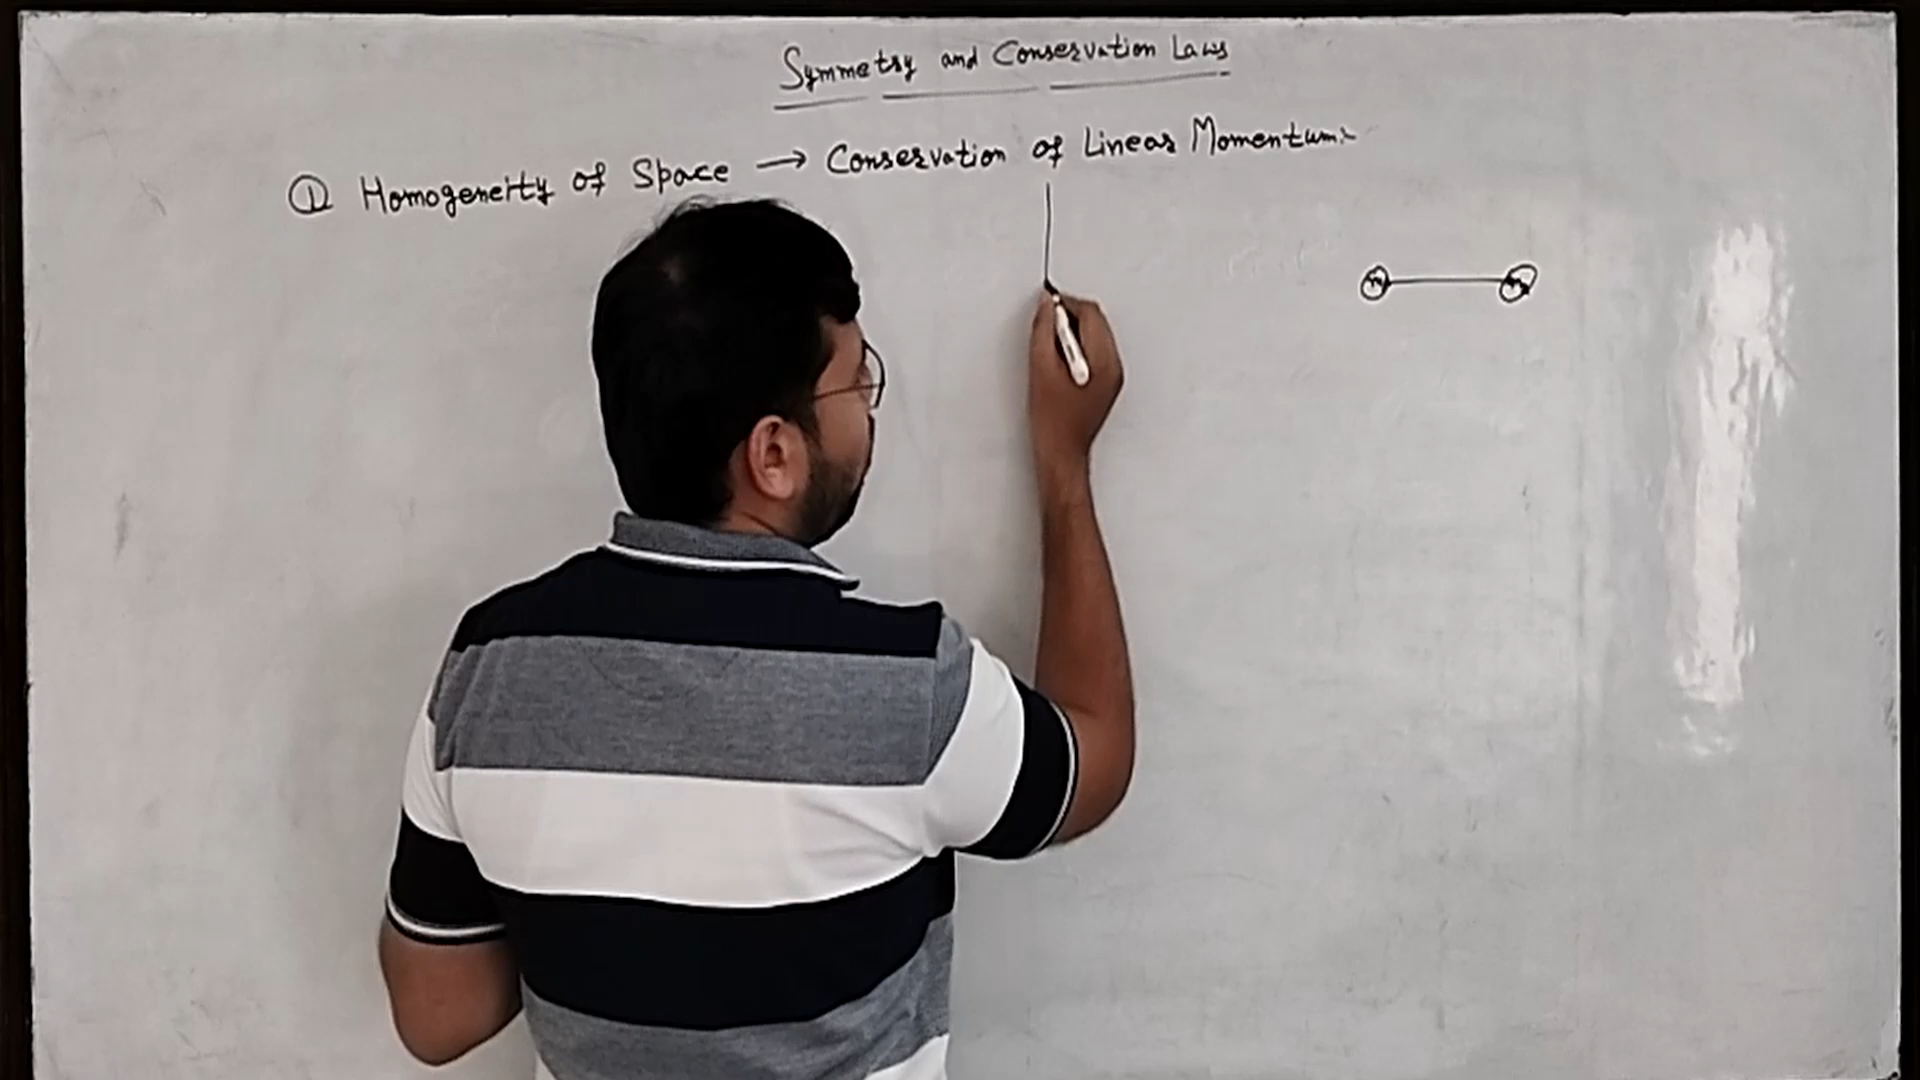 Symmetry and Conservation Laws
① Homogeneity of Space → Conservation of Linear Momentum: